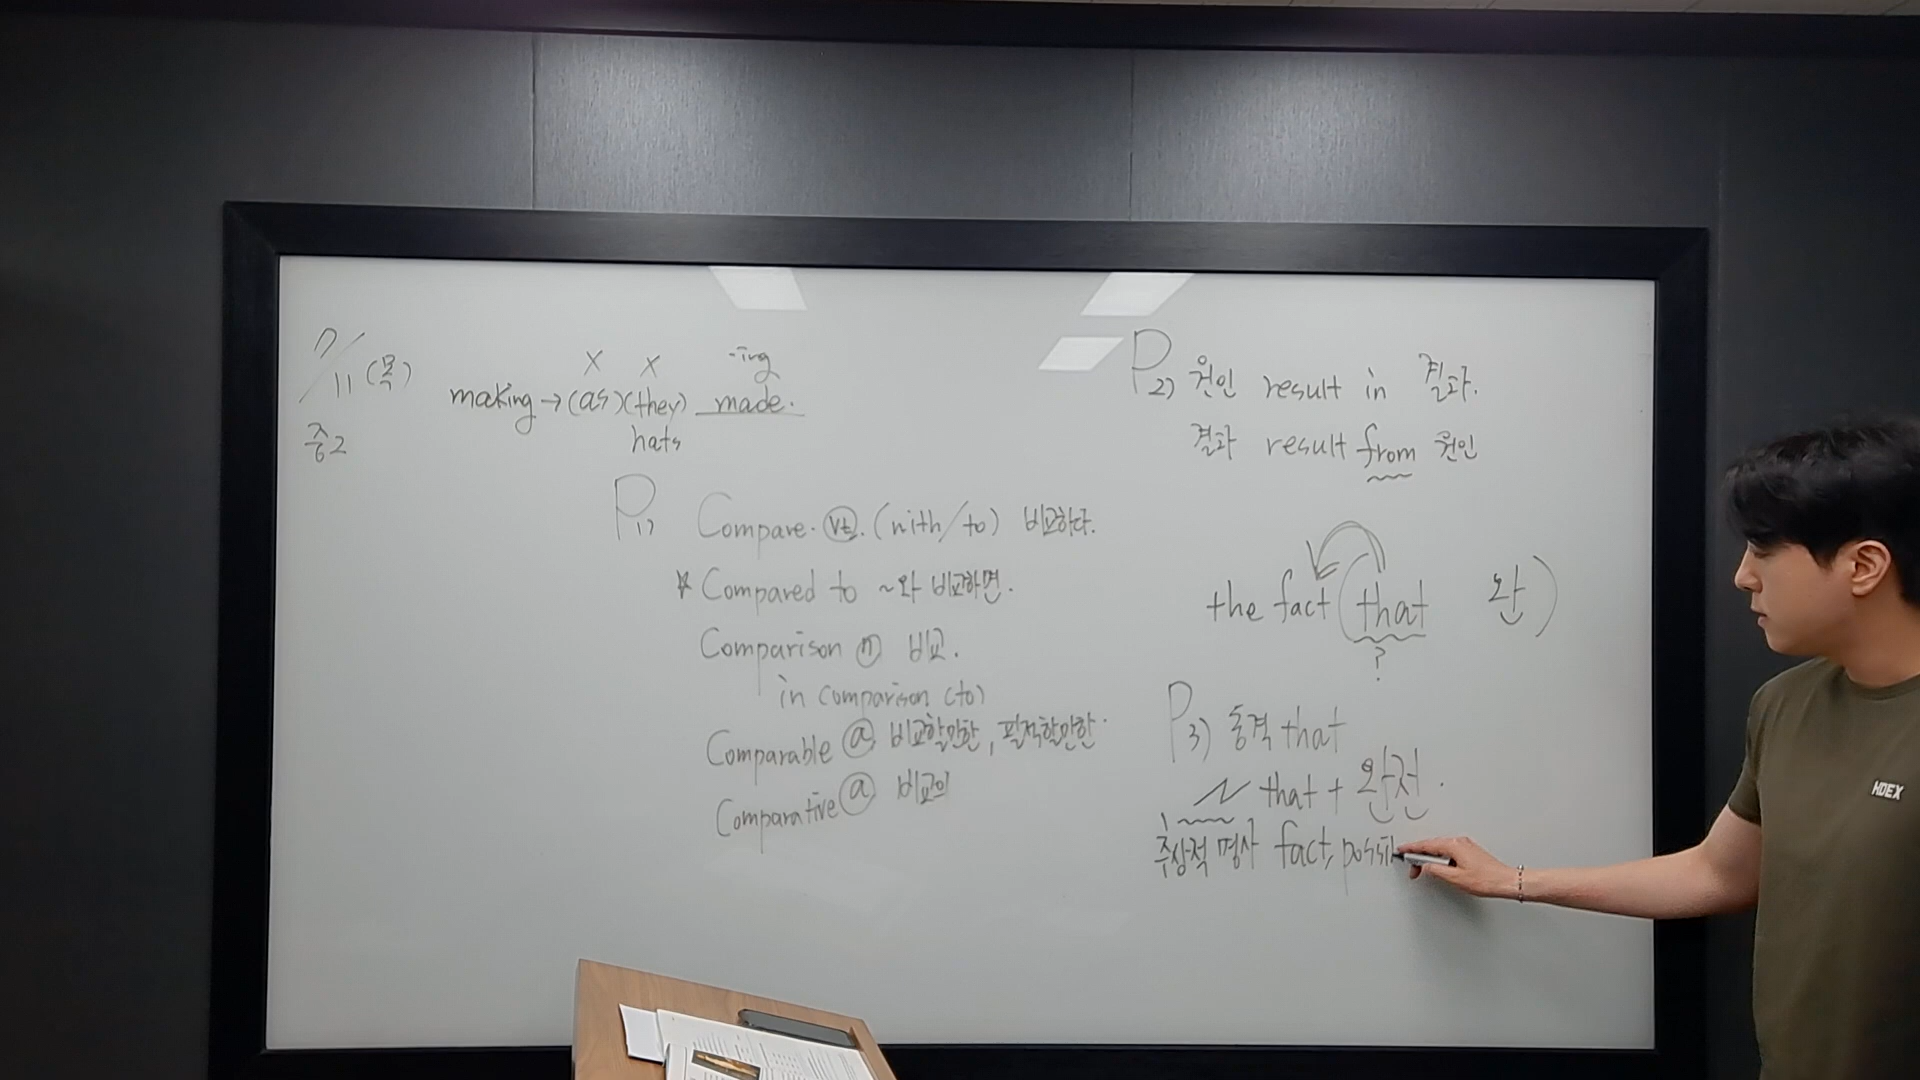 7/11 (목)
중2
X X -ing
making → (as)(they) made.
hats
P1) Compare. vt. (with/to) 비교하다.
☆ Compared to ~와 비교하면.
Comparison n 비교.
in comparison (to)
Comparable a 비교할만한, 필적할만한.
Comparative a 비교의
P2) 원인 result in 결과.
결과 result from 원인
the fact (that 완)
?
P3) 동격 that
N that + 완전.
추상적 명사 fact, possib
HDEX